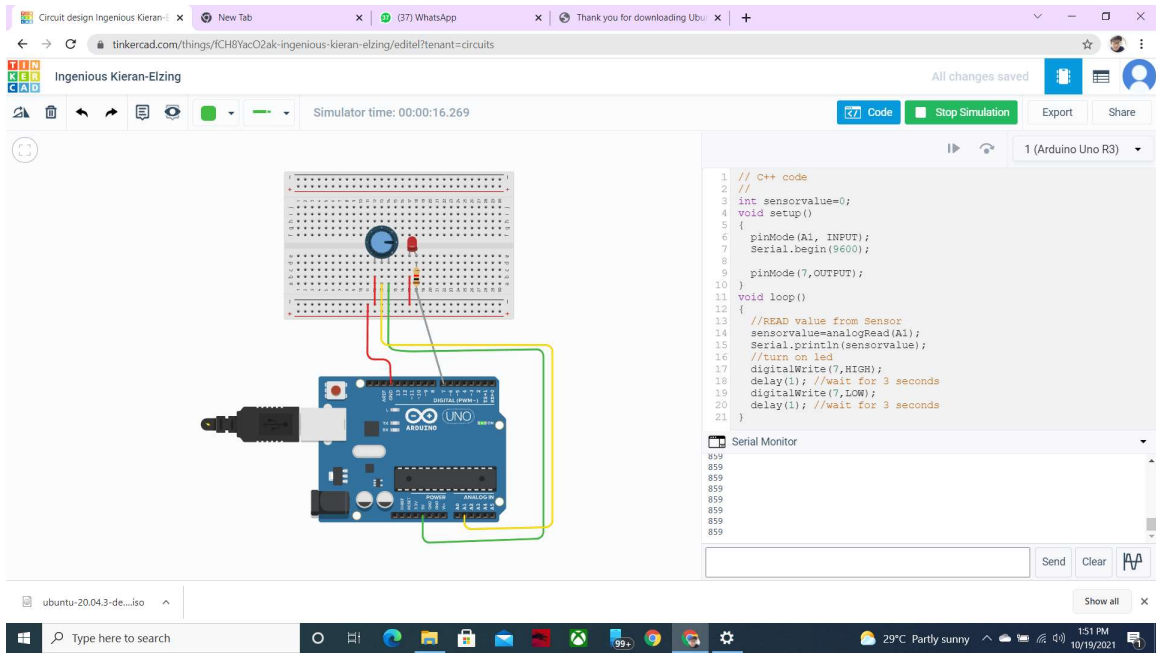 Circuit design Ingenious Kieran-E
New Tab
(37) WhatsApp
Thank you for downloading Ubu
tinkercad.com/things/fCH8YacO2ak-ingenious-kieran-elzing/editel?tenant=circuits
TIN
KER
CAD
Ingenious Kieran-Elzing
All changes saved
Simulator time: 00:00:16.269
Code
Stop Simulation
Export
Share
1 (Arduino Uno R3)
1 // C++ code
2 //
3 int sensorvalue=0;
4 void setup()
5 {
6 pinMode(A1, INPUT);
7 Serial.begin(9600);
8
9 pinMode(7,OUTPUT);
10 }
11 void loop()
12 {
13 //READ value from Sensor
14 sensorvalue=analogRead(A1);
15 Serial.println(sensorvalue);
16 //turn on led
17 digitalWrite(7,HIGH);
18 delay(1); //wait for 3 seconds
19 digitalWrite(7,LOW);
20 delay(1); //wait for 3 seconds
21 }
DIGITAL (PWM~)
UNO
ARDUINO
ON
POWER
ANALOG IN
Serial Monitor
859
859
859
859
859
859
859
859
Send
Clear
ubuntu-20.04.3-de....iso
Show all
Type here to search
99+
29°C Partly sunny
1:51 PM
10/19/2021
1